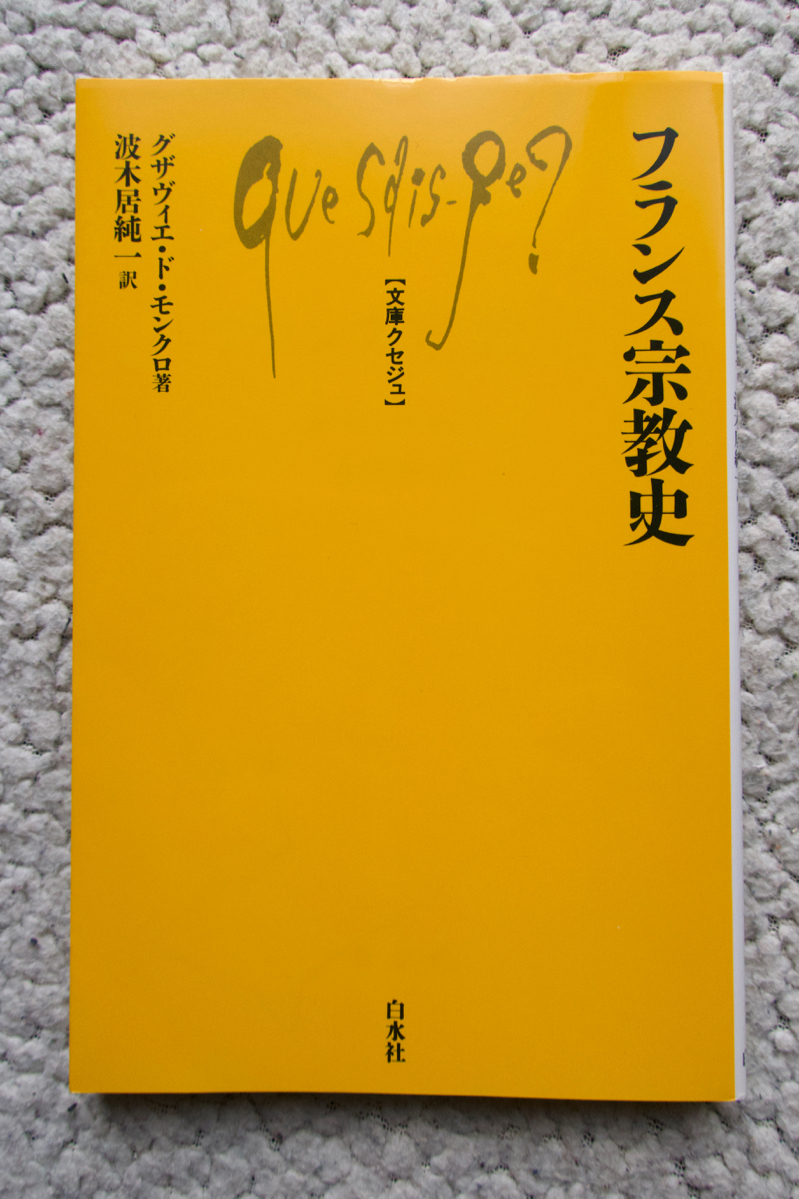 フランス宗教史
Que sais-je?
【文庫クセジュ】
グザヴィエ・ド・モンクロ著
波木居純一訳
白水社